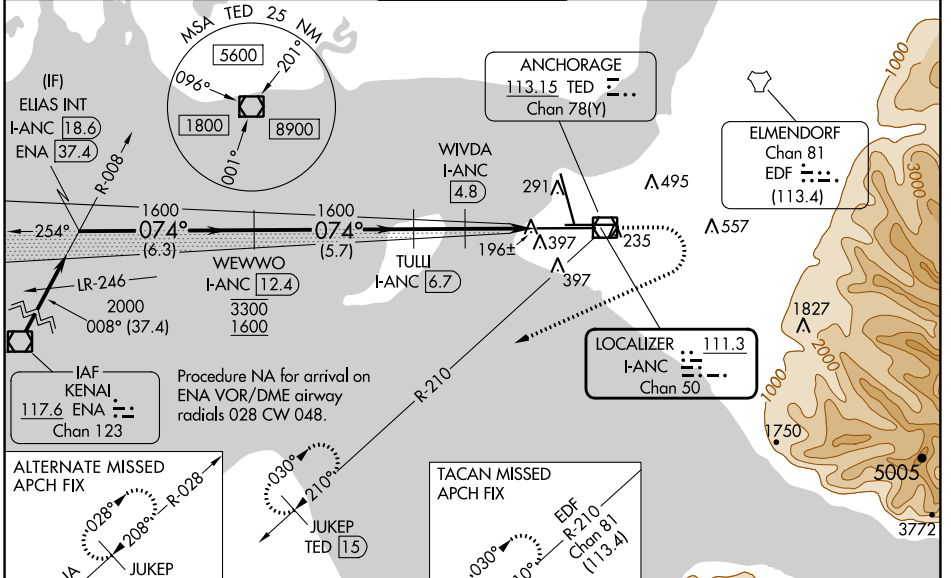 MSA TED 25 NM
5600
201°
096°
1800
8900
001°
(IF)
ELIAS INT
I-ANC 18.6
ENA 37.4
R-008
ANCHORAGE
113.15 TED
Chan 78(Y)
ELMENDORF
Chan 81
EDF
(113.4)
WIVDA
I-ANC
4.8
291
495
557
1000
3000
254°
1600
074°
(6.3)
1600
074°
(5.7)
196±
397
235
397
WEWWO
I-ANC 12.4
3300
1600
TULLI
I-ANC 6.7
LR-246
2000
008° (37.4)
1827
2000
1000
LOCALIZER 111.3
I-ANC
Chan 50
IAF
KENAI
117.6 ENA
Chan 123
Procedure NA for arrival on
ENA VOR/DME airway
radials 028 CW 048.
R-210
1750
5005
3772
ALTERNATE MISSED
APCH FIX
R-028
028°
208°
JUKEP
030°
210°
JUKEP
TED 15
TACAN MISSED
APCH FIX
EDF
R-210
Chan 81
(113.4)
030°